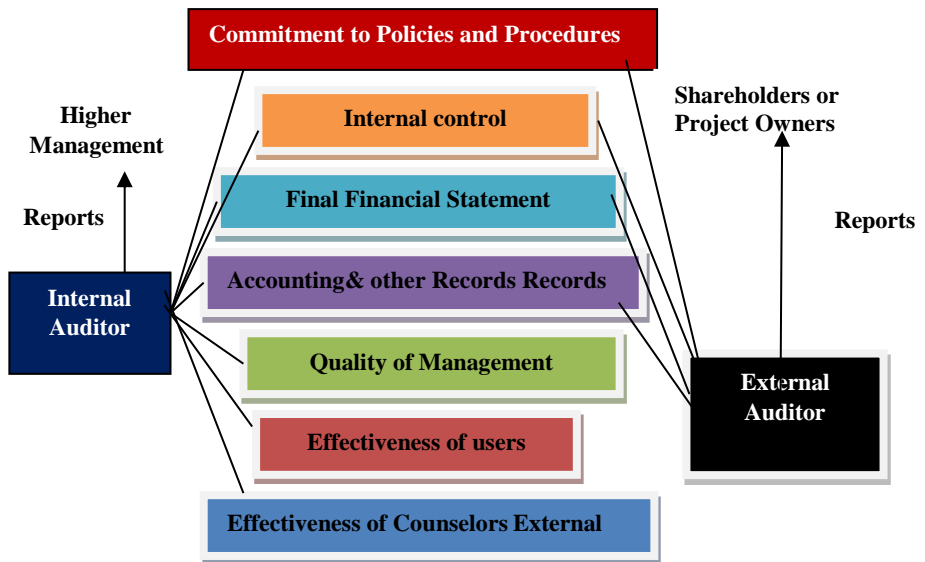 Commitment to Policies and Procedures
Higher
Management
Internal control
Shareholders or
Project Owners
Reports
Final Financial Statement
Reports
Internal
Auditor
Accounting& other Records Records
Quality of Management
External
Auditor
Effectiveness of users
Effectiveness of Counselors External